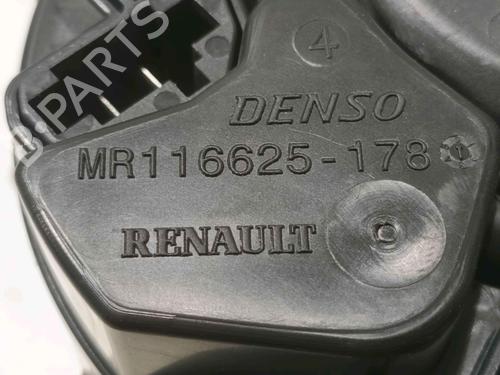 4
DENSO
MR116625-178
RENAULT
B-PARTS